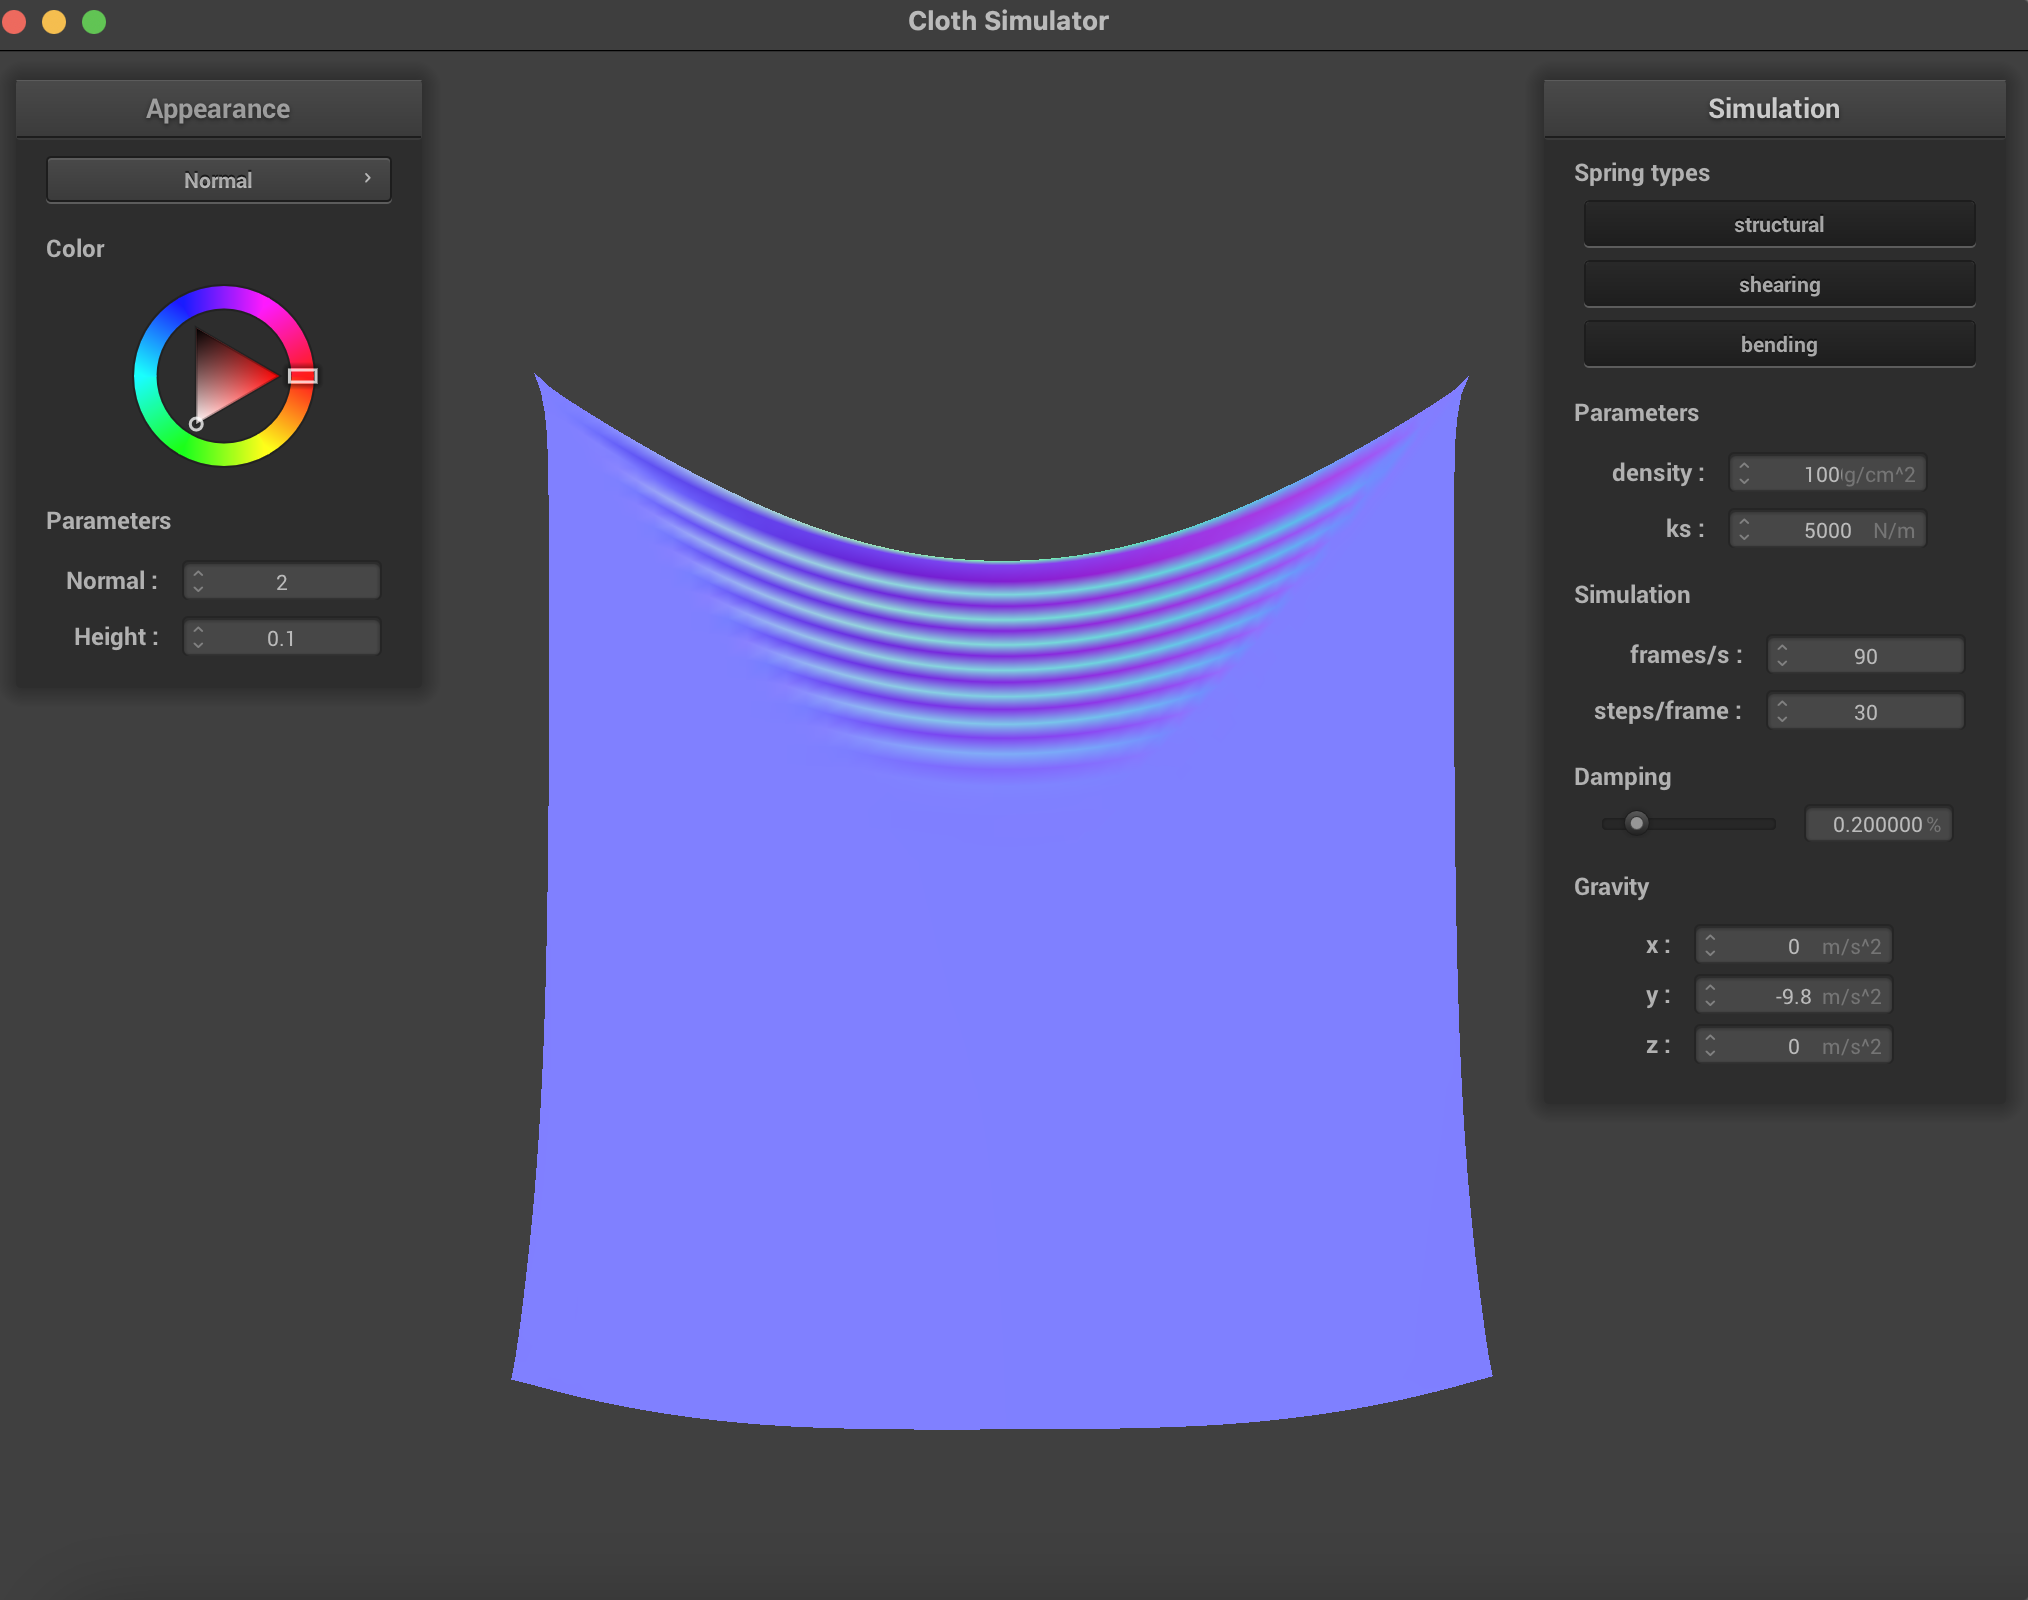 Cloth Simulator
Appearance
Normal
Color
Parameters
Normal : 2
Height : 0.1
Simulation
Spring types
structural
shearing
bending
Parameters
density : 100 g/cm^2
ks : 5000 N/m
Simulation
frames/s : 90
steps/frame : 30
Damping
0.200000 %
Gravity
x : 0 m/s^2
y : -9.8 m/s^2
z : 0 m/s^2